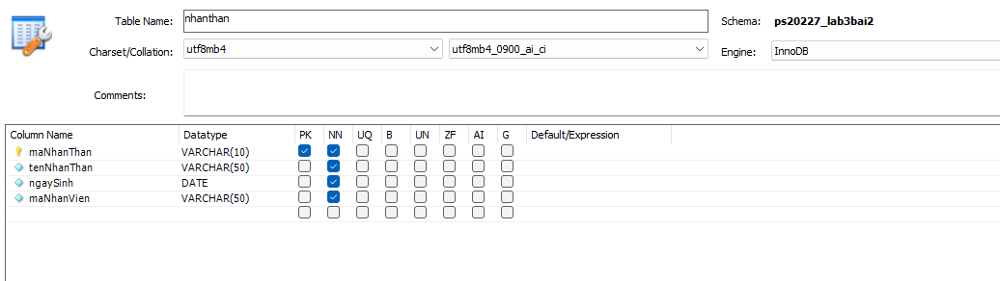 Table Name: nhanthan Schema: ps20227_lab3bai2
Charset/Collation: utf8mb4 utf8mb4_0900_ai_ci Engine: InnoDB
Comments:
Column Name Datatype PK NN UQ B UN ZF AI G Default/Expression
maNhanThan VARCHAR(10)
tenNhanThan VARCHAR(50)
ngaySinh DATE
maNhanVien VARCHAR(50)